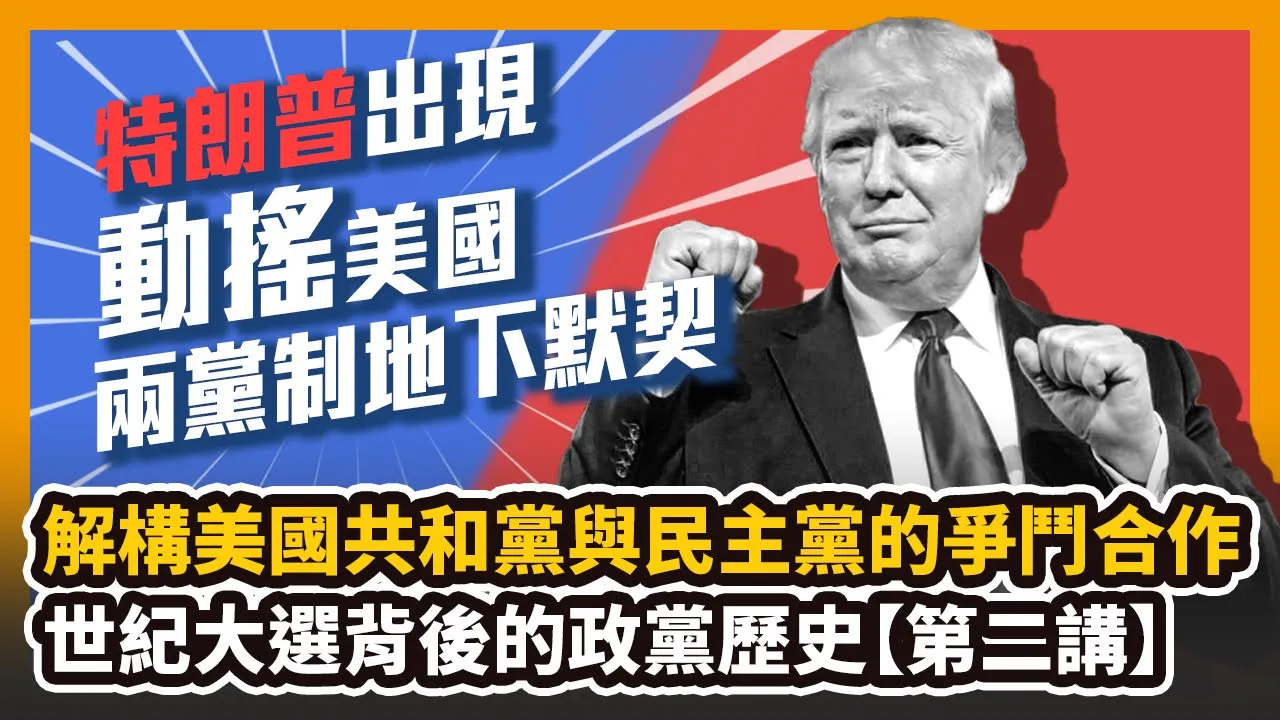 特朗普出現
動搖美國
兩黨制地下默契
解構美國共和黨與民主黨的爭鬥合作
世紀大選背後的政黨歷史【第二講】